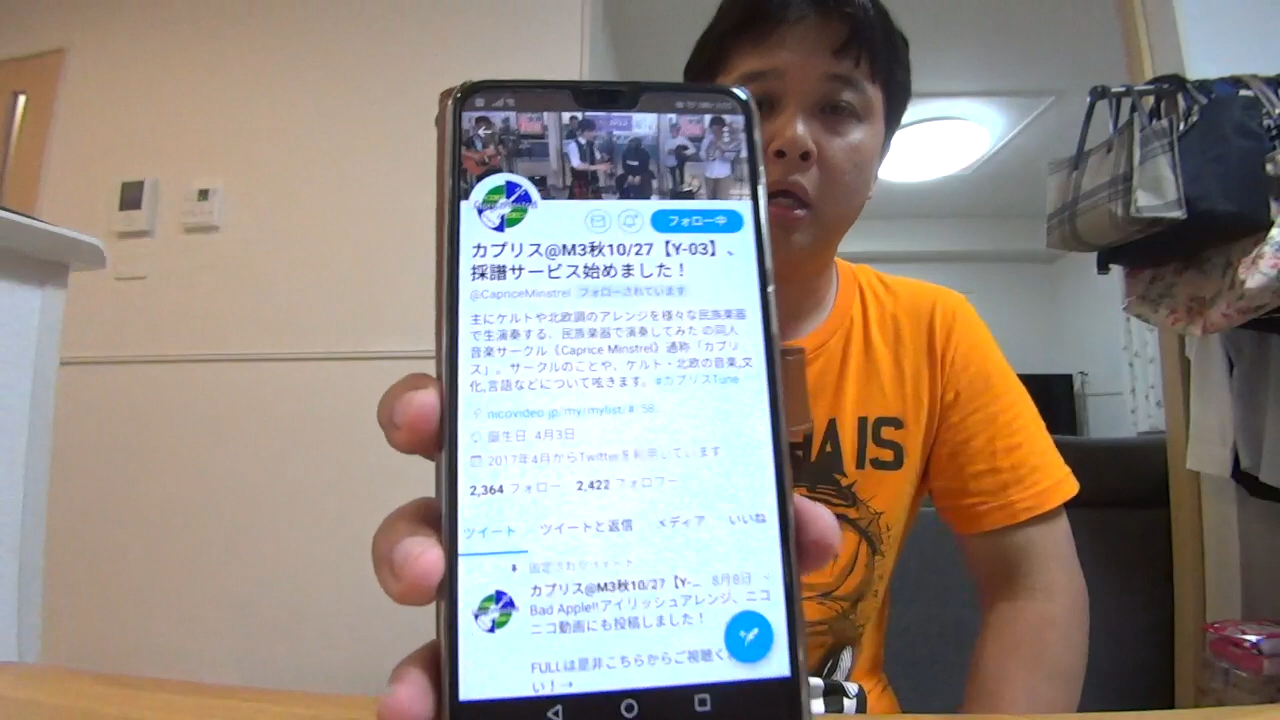 フォロー中
カプリス@M3秋10/27【Y-03】、
採譜サービス始めました！
@CapriceMinstrel フォローされています
主にケルトや北欧調のアレンジを様々な民族楽器
で生演奏する、民族楽器で演奏してみた の同人
音楽サークル《Caprice Minstrel》通称「カプリ
ス」。サークルのことや、ケルト・北欧の音楽,文
化,言語などについて呟きます。#カプリスTune
nicovideo.jp/my/mylist/#/58
誕生日 4月3日
2017年4月からTwitterを利用しています
2,364 フォロー 2,422 フォロワー
ツイート ツイートと返信 メディア いいね
固定されたツイート
カプリス@M3秋10/27【Y-… 8月8日
Bad Apple!!アイリッシュアレンジ、ニコ
ニコ動画にも投稿しました！
FULLは是非こちらからご視聴く
い！→
HA IS